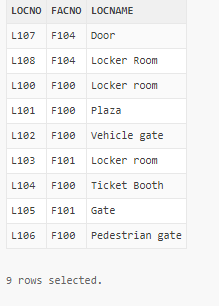 LOCNO FACNO LOCNAME
L107 F104 Door
L108 F104 Locker Room
L100 F100 Locker room
L101 F100 Plaza
L102 F100 Vehicle gate
L103 F101 Locker room
L104 F100 Ticket Booth
L105 F101 Gate
L106 F100 Pedestrian gate
9 rows selected.